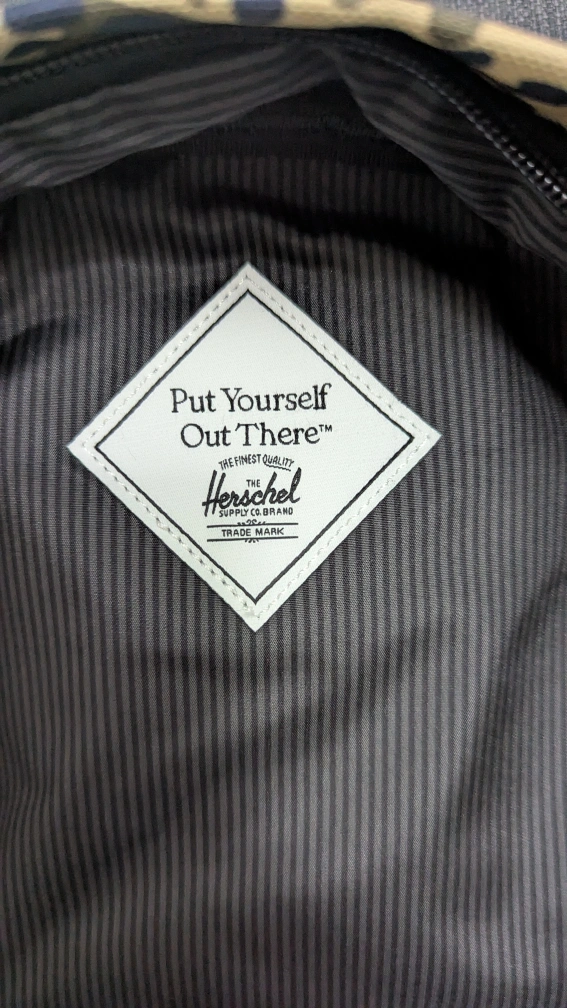 Put Yourself
Out There™
THE FINEST QUALITY
THE
Herschel
SUPPLY CO. BRAND
TRADE MARK